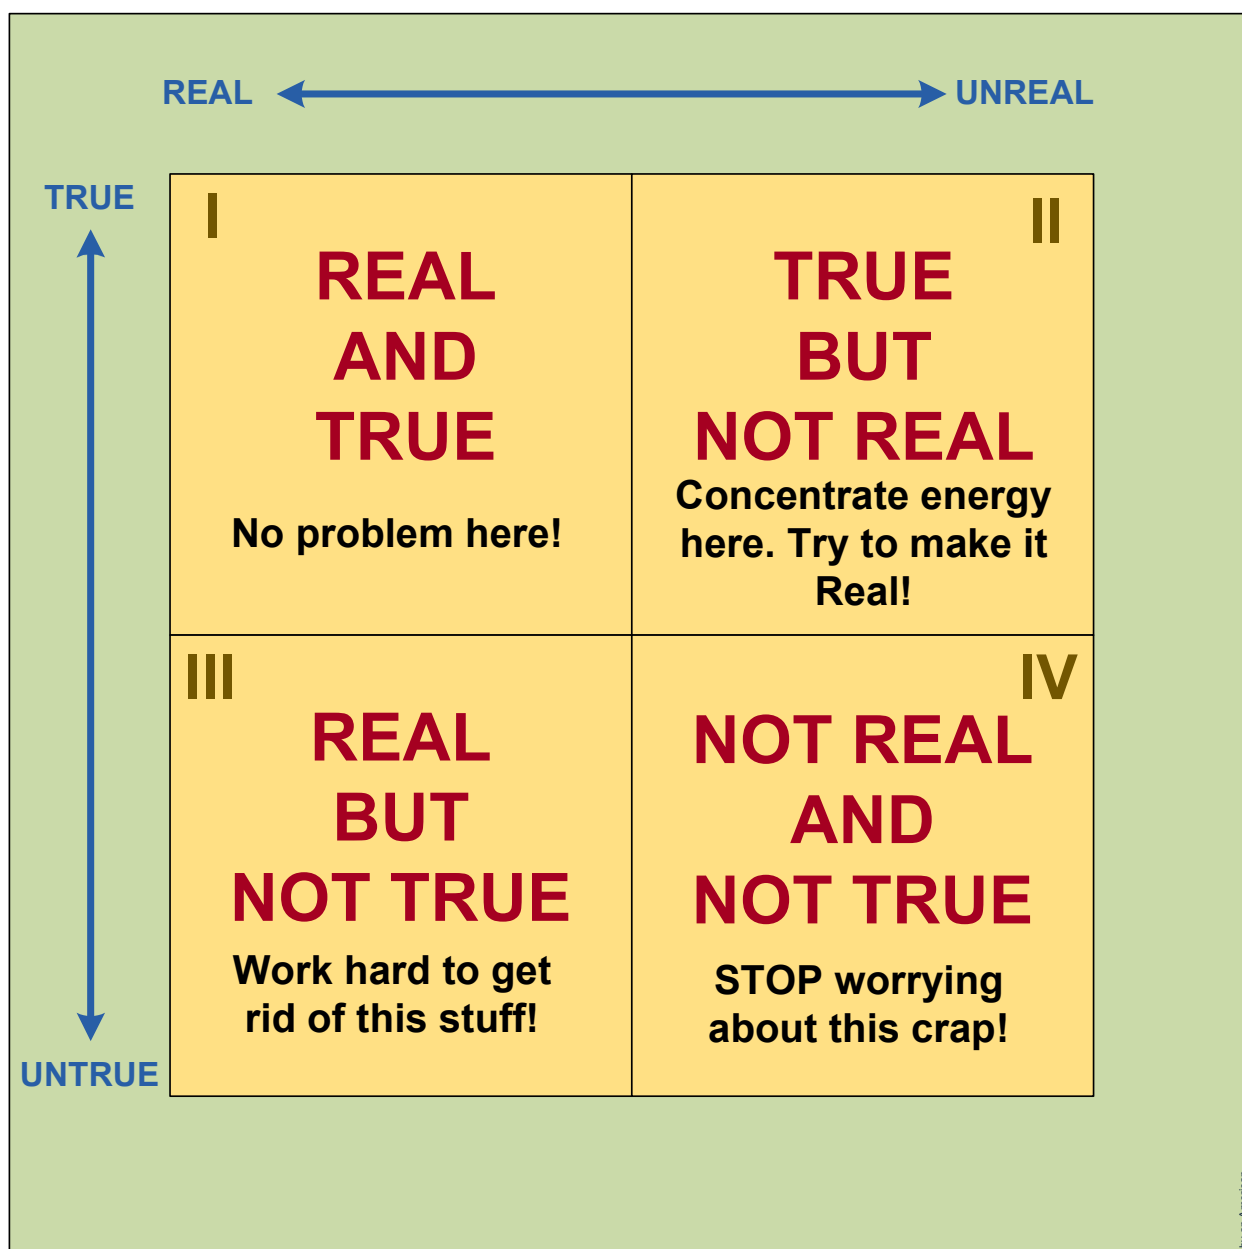 REAL UNREAL
TRUE
I
REAL
AND
TRUE
No problem here!
II
TRUE
BUT
NOT REAL
Concentrate energy
here. Try to make it
Real!
III
REAL
BUT
NOT TRUE
Work hard to get
rid of this stuff!
IV
NOT REAL
AND
NOT TRUE
STOP worrying
about this crap!
UNTRUE